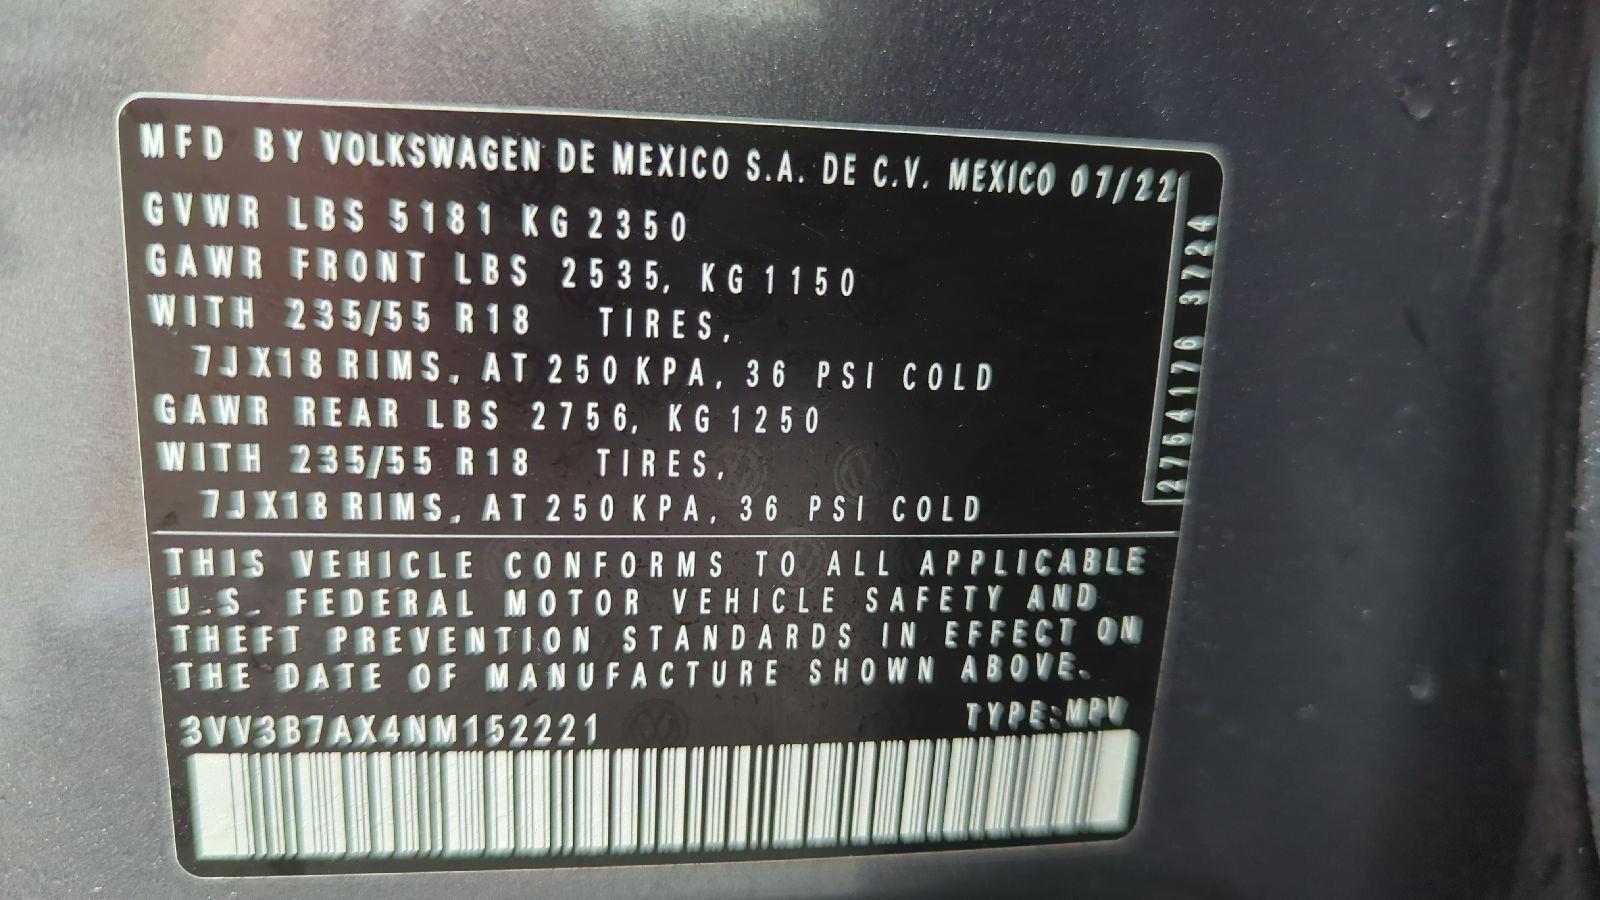 MFD BY VOLKSWAGEN DE MEXICO S.A. DE C.V. MEXICO 07/22
GVWR LBS 5181 KG 2350
GAWR FRONT LBS 2535, KG 1150
WITH 235/55 R18 TIRES,
7JX18 RIMS, AT 250 KPA, 36 PSI COLD
GAWR REAR LBS 2756, KG 1250
WITH 235/55 R18 TIRES,
7JX18 RIMS, AT 250 KPA, 36 PSI COLD
2254176 3724
THIS VEHICLE CONFORMS TO ALL APPLICABLE
U.S. FEDERAL MOTOR VEHICLE SAFETY AND
THEFT PREVENTION STANDARDS IN EFFECT ON
THE DATE OF MANUFACTURE SHOWN ABOVE.
3VV3B7AX4NM152221
TYPE:MPV